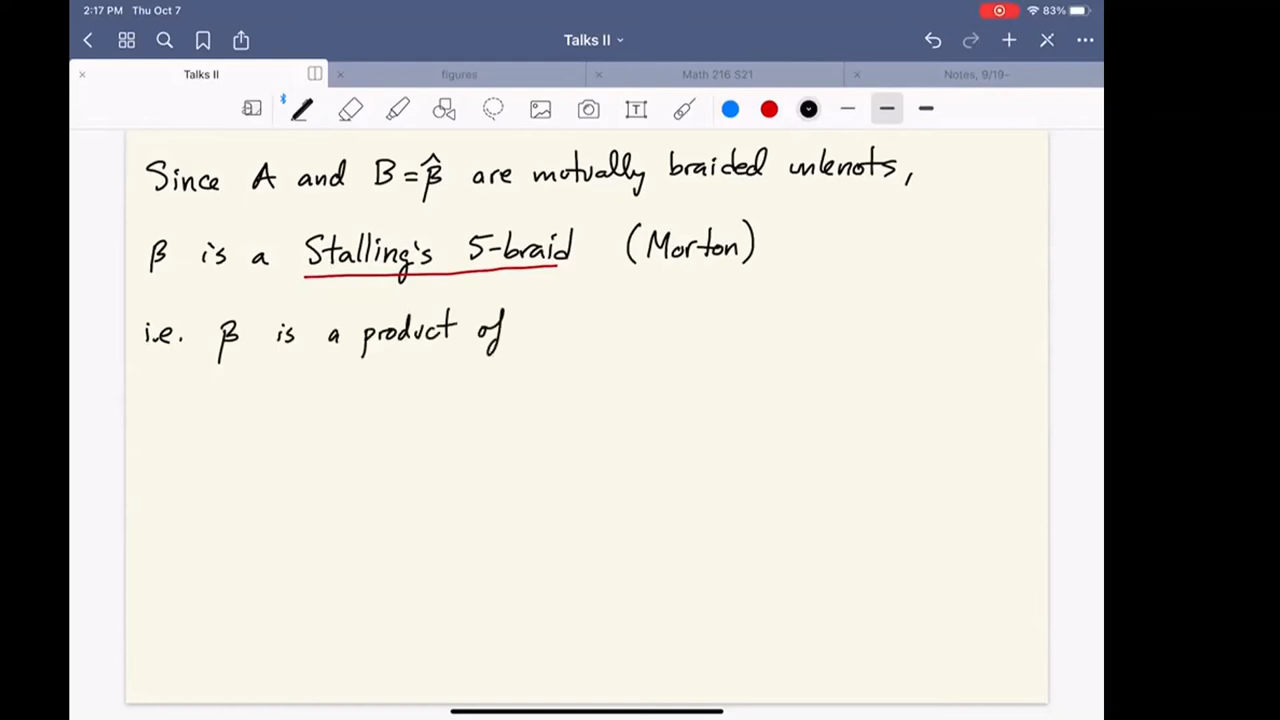 2:17 PM Thu Oct 7
83%
Talks II
Talks II
figures
Math 216 S21
Notes, 9/19-
Since A and B = β̂ are mutually braided unknots,
β is a Stalling's 5-braid (Morton)
i.e. β is a product of